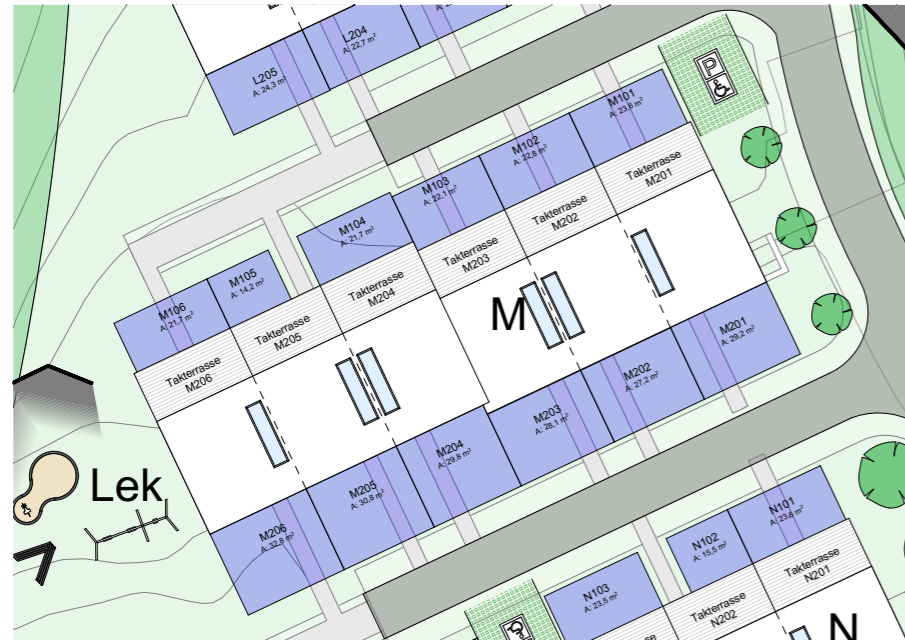 L204
A: 22,7 m²
L205
A: 24,3 m²
P
M101
A: 23,8 m²
M102
A: 22,8 m²
M103
A: 22,1 m²
M104
A: 21,7 m²
M105
A: 14,2 m²
M106
A: 21,7 m²
Takterrasse
M201
Takterrasse
M202
Takterrasse
M203
Takterrasse
M204
Takterrasse
M205
Takterrasse
M206
M
M201
A: 29,2 m²
M202
A: 27,2 m²
M203
A: 28,1 m²
M204
A: 29,8 m²
M205
A: 30,8 m²
M206
A: 32,8 m²
Lek
N101
A: 23,8 m²
N102
A: 15,5 m²
N103
A: 23,5 m²
Takterrasse
N201
Takterrasse
N202
N